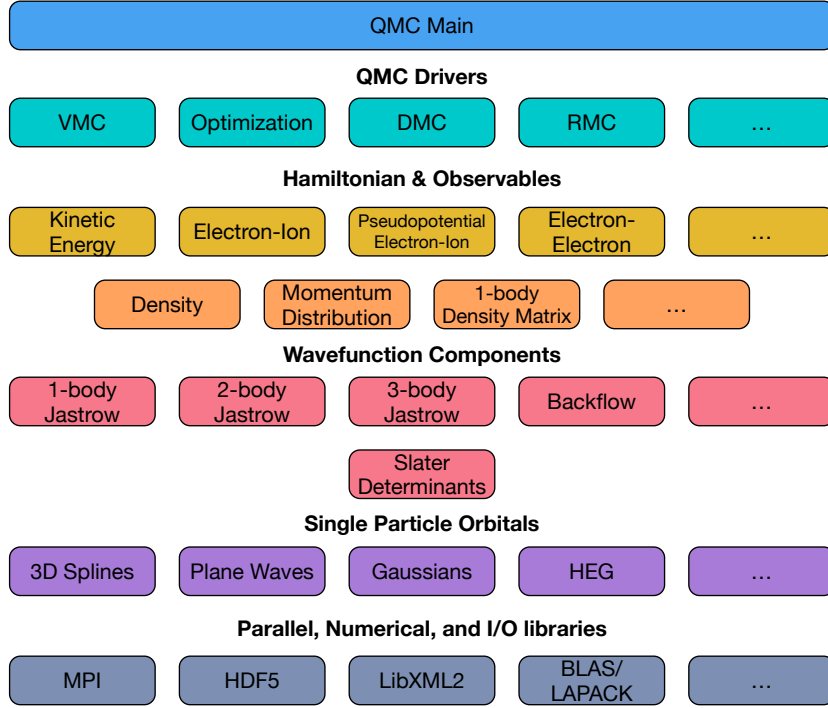 QMC Main
QMC Drivers
VMC
Optimization
DMC
RMC
...
Hamiltonian & Observables
Kinetic
Energy
Electron-Ion
Pseudopotential
Electron-Ion
Electron-
Electron
...
Density
Momentum
Distribution
1-body
Density Matrix
...
Wavefunction Components
1-body
Jastrow
2-body
Jastrow
3-body
Jastrow
Backflow
...
Slater
Determinants
Single Particle Orbitals
3D Splines
Plane Waves
Gaussians
HEG
...
Parallel, Numerical, and I/O libraries
MPI
HDF5
LibXML2
BLAS/
LAPACK
...